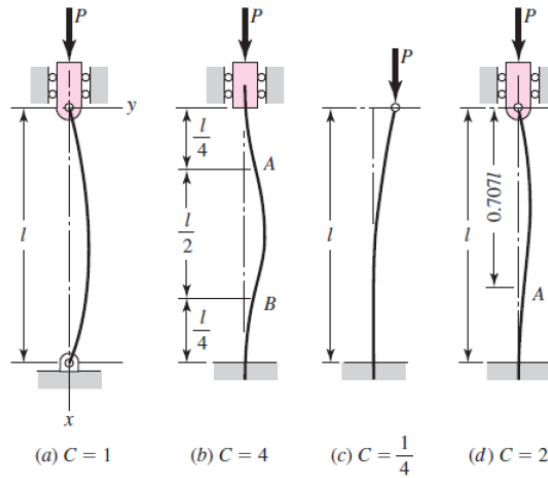 P
P
P
P
y
l
4
A
l
l
2
l
l
0.707l
B
A
l
4
x
(a) C = 1
(b) C = 4
(c) C = 1/4
(d) C = 2